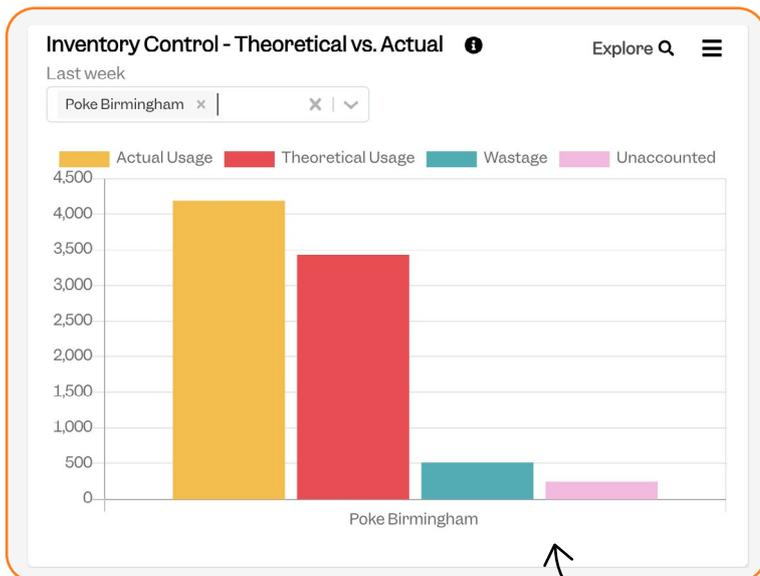 Inventory Control - Theoretical vs. Actual
Explore
Last week
Poke Birmingham
Actual Usage Theoretical Usage Wastage Unaccounted
4,500
4,000
3,500
3,000
2,500
2,000
1,500
1,000
500
0
Poke Birmingham